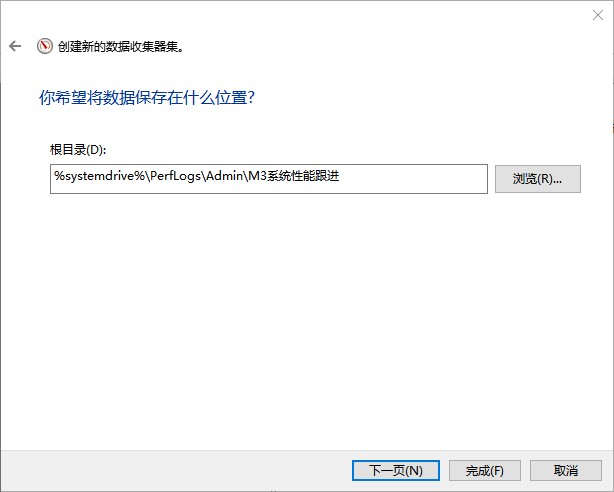 创建新的数据收集器集。
你希望将数据保存在什么位置?
根目录(D):
%systemdrive%\PerfLogs\Admin\M3系统性能跟进
浏览(R)...
下一页(N)
完成(F)
取消